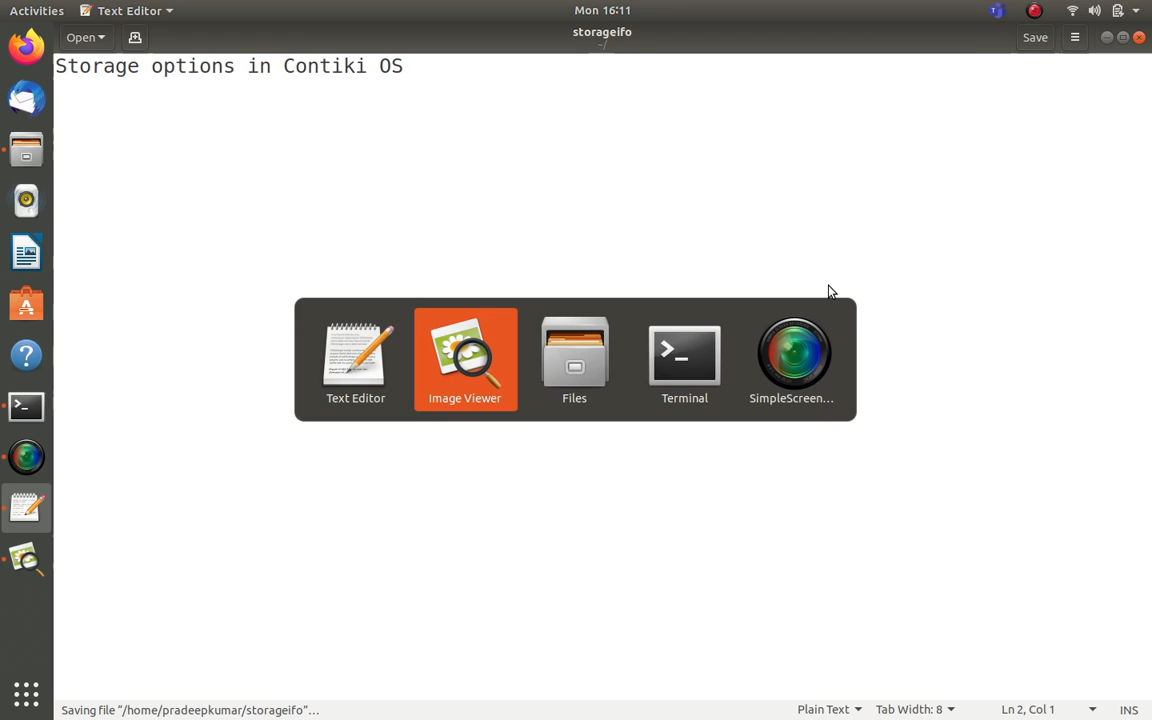 Activities
Text Editor
Mon 16:11
Open
storageifo
~/
Save
Storage options in Contiki OS
Text Editor
Image Viewer
Files
Terminal
SimpleScreen...
Saving file “/home/pradeepkumar/storageifo”…
Plain Text
Tab Width: 8
Ln 2, Col 1
INS